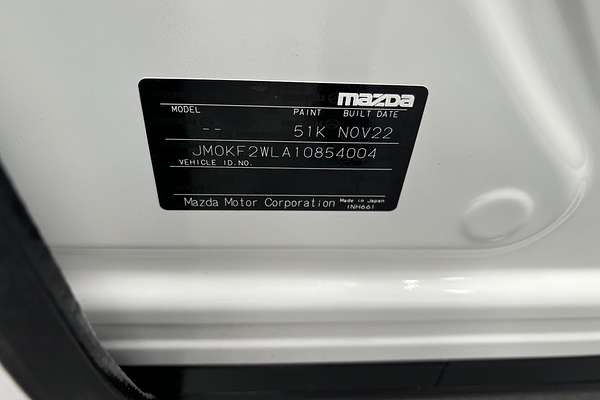 mazda
MODEL PAINT BUILT DATE
-- 51K NOV22
JM0KF2WLA10854004
VEHICLE ID.NO.
Mazda Motor Corporation Made in Japan
1NH661